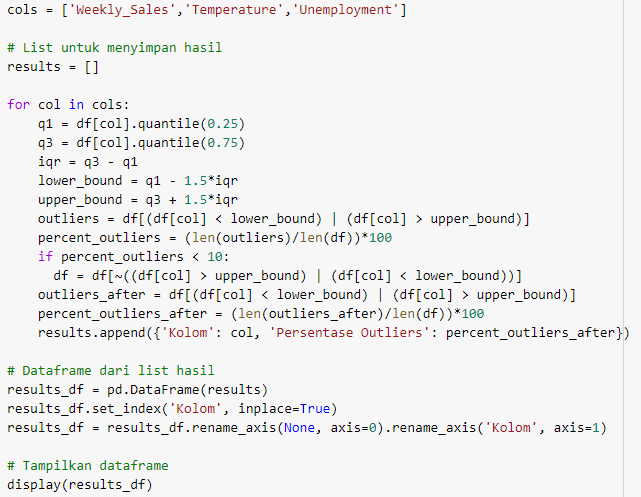 cols = ['Weekly_Sales','Temperature','Unemployment']
# List untuk menyimpan hasil
results = []
for col in cols:
    q1 = df[col].quantile(0.25)
    q3 = df[col].quantile(0.75)
    iqr = q3 - q1
    lower_bound = q1 - 1.5*iqr
    upper_bound = q3 + 1.5*iqr
    outliers = df[(df[col] < lower_bound) | (df[col] > upper_bound)]
    percent_outliers = (len(outliers)/len(df))*100
    if percent_outliers < 10:
      df = df[~((df[col] > upper_bound) | (df[col] < lower_bound))]
    outliers_after = df[(df[col] < lower_bound) | (df[col] > upper_bound)]
    percent_outliers_after = (len(outliers_after)/len(df))*100
    results.append({'Kolom': col, 'Persentase Outliers': percent_outliers_after})
# Dataframe dari list hasil
results_df = pd.DataFrame(results)
results_df.set_index('Kolom', inplace=True)
results_df = results_df.rename_axis(None, axis=0).rename_axis('Kolom', axis=1)
# Tampilkan dataframe
display(results_df)